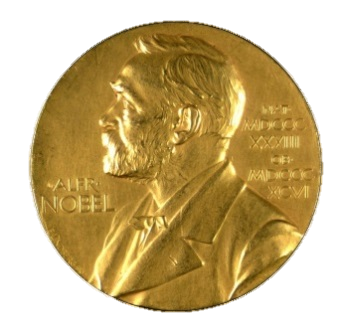 ALFR
NOBEL
NAT
MDCCC
XXXIII
OB
MDCCC
XCVI